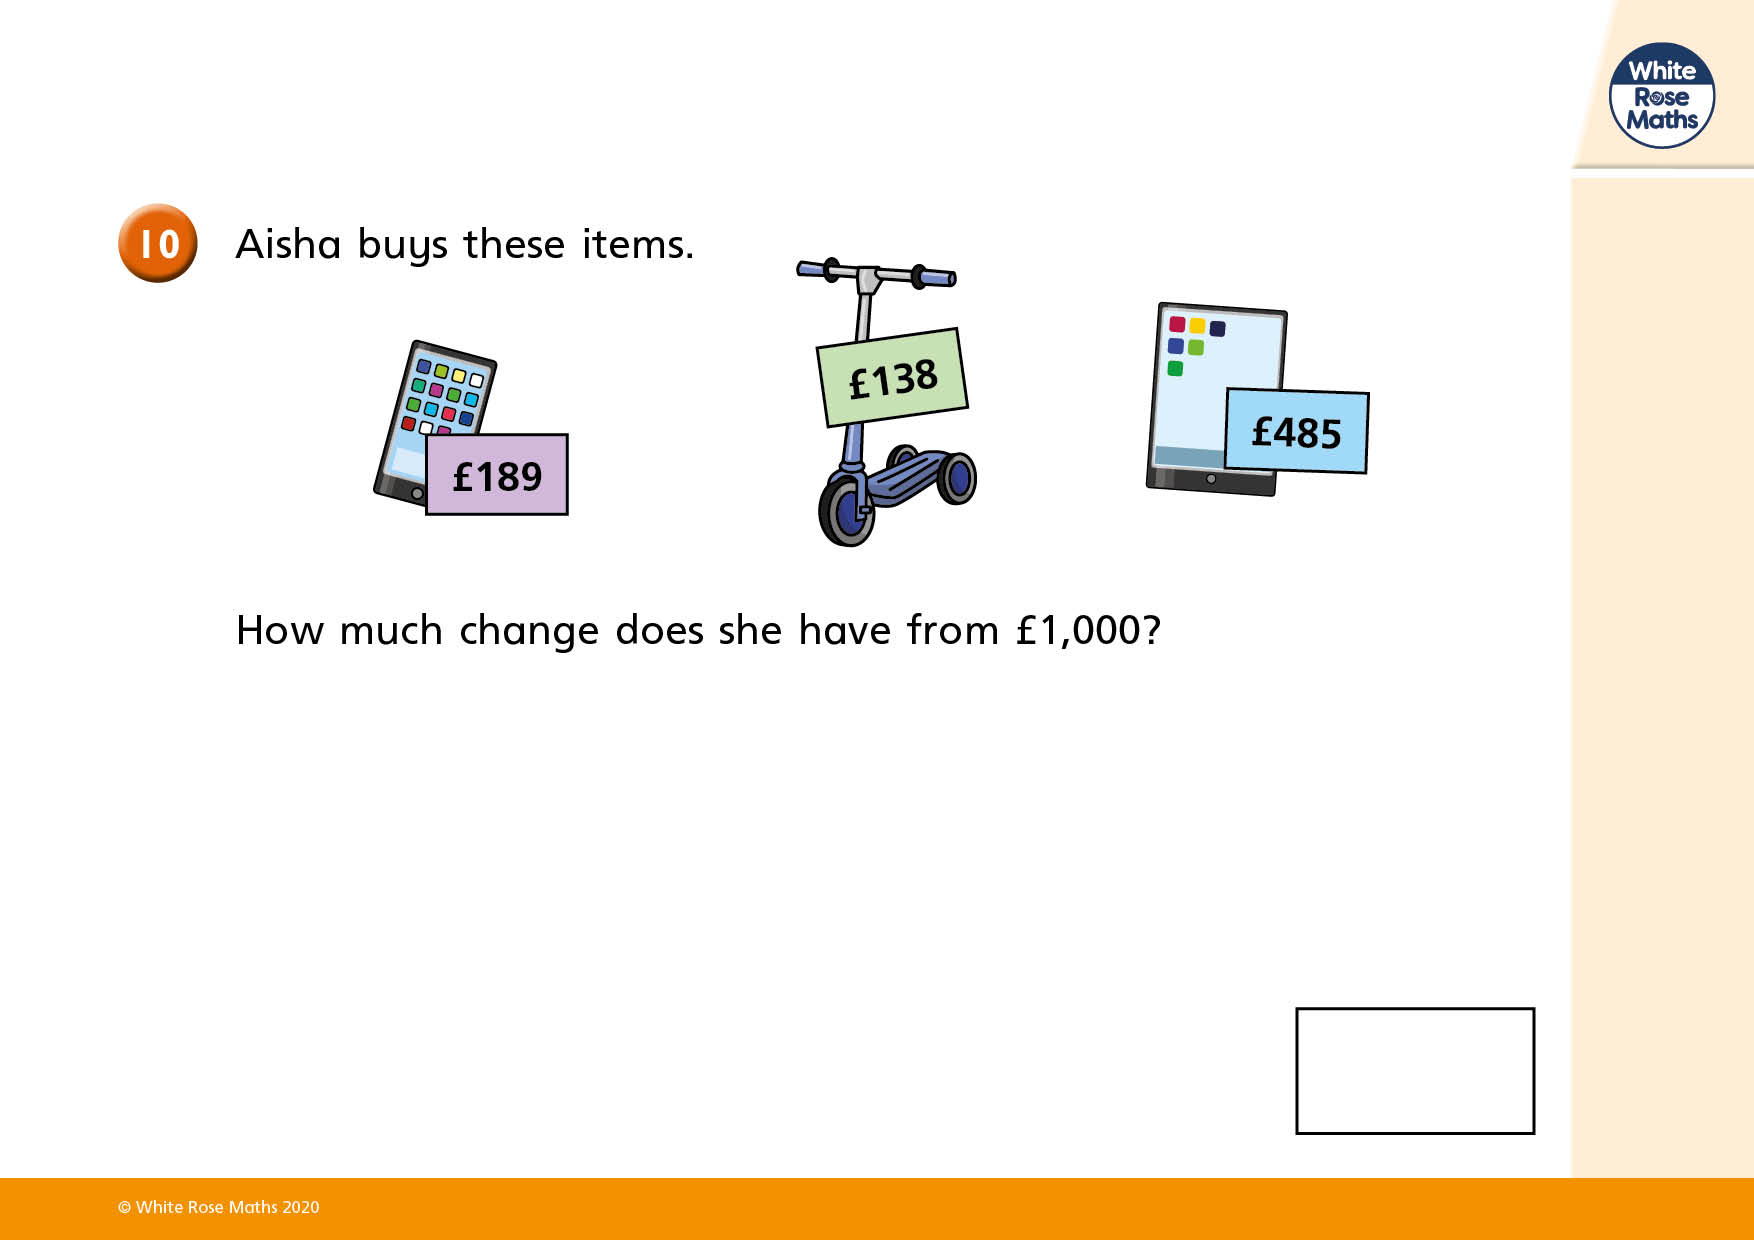 White
Rose
Maths
10 Aisha buys these items.
£138
£485
£189
How much change does she have from £1,000?
© White Rose Maths 2020